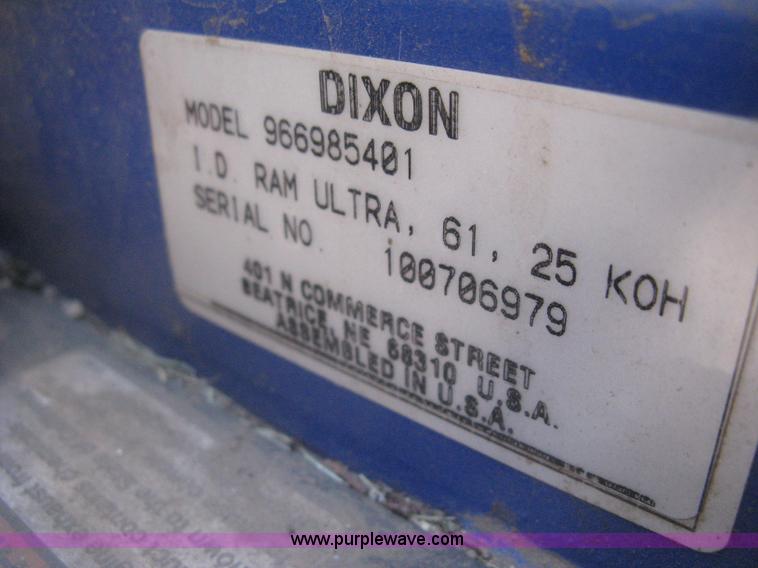 DIXON
MODEL 966985401
I.D. RAM ULTRA, 61, 25 KOH
SERIAL NO. 100706979
401 N COMMERCE STREET
BEATRICE, NE 68310 U.S.A.
ASSEMBLED IN U.S.A.
www.purplewave.com